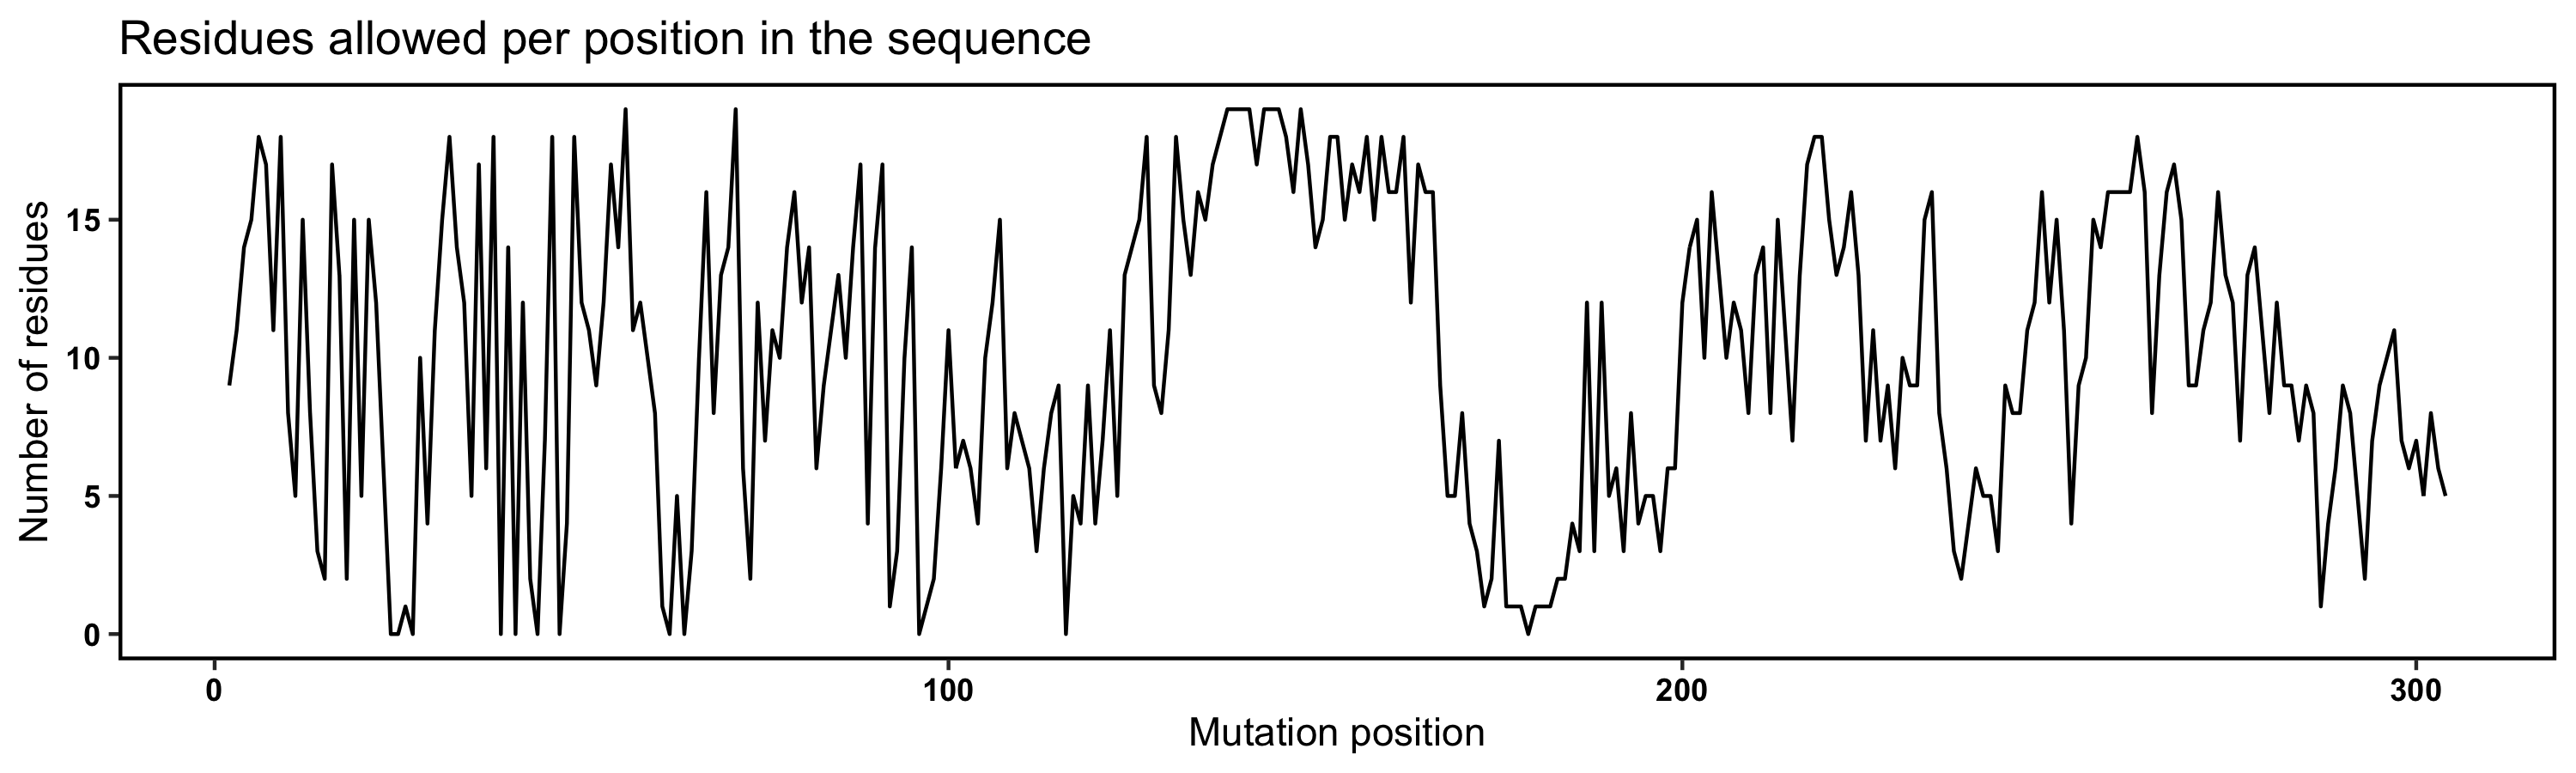 Residues allowed per position in the sequence
Number of residues
15
10
5
0
0 100 200 300
Mutation position